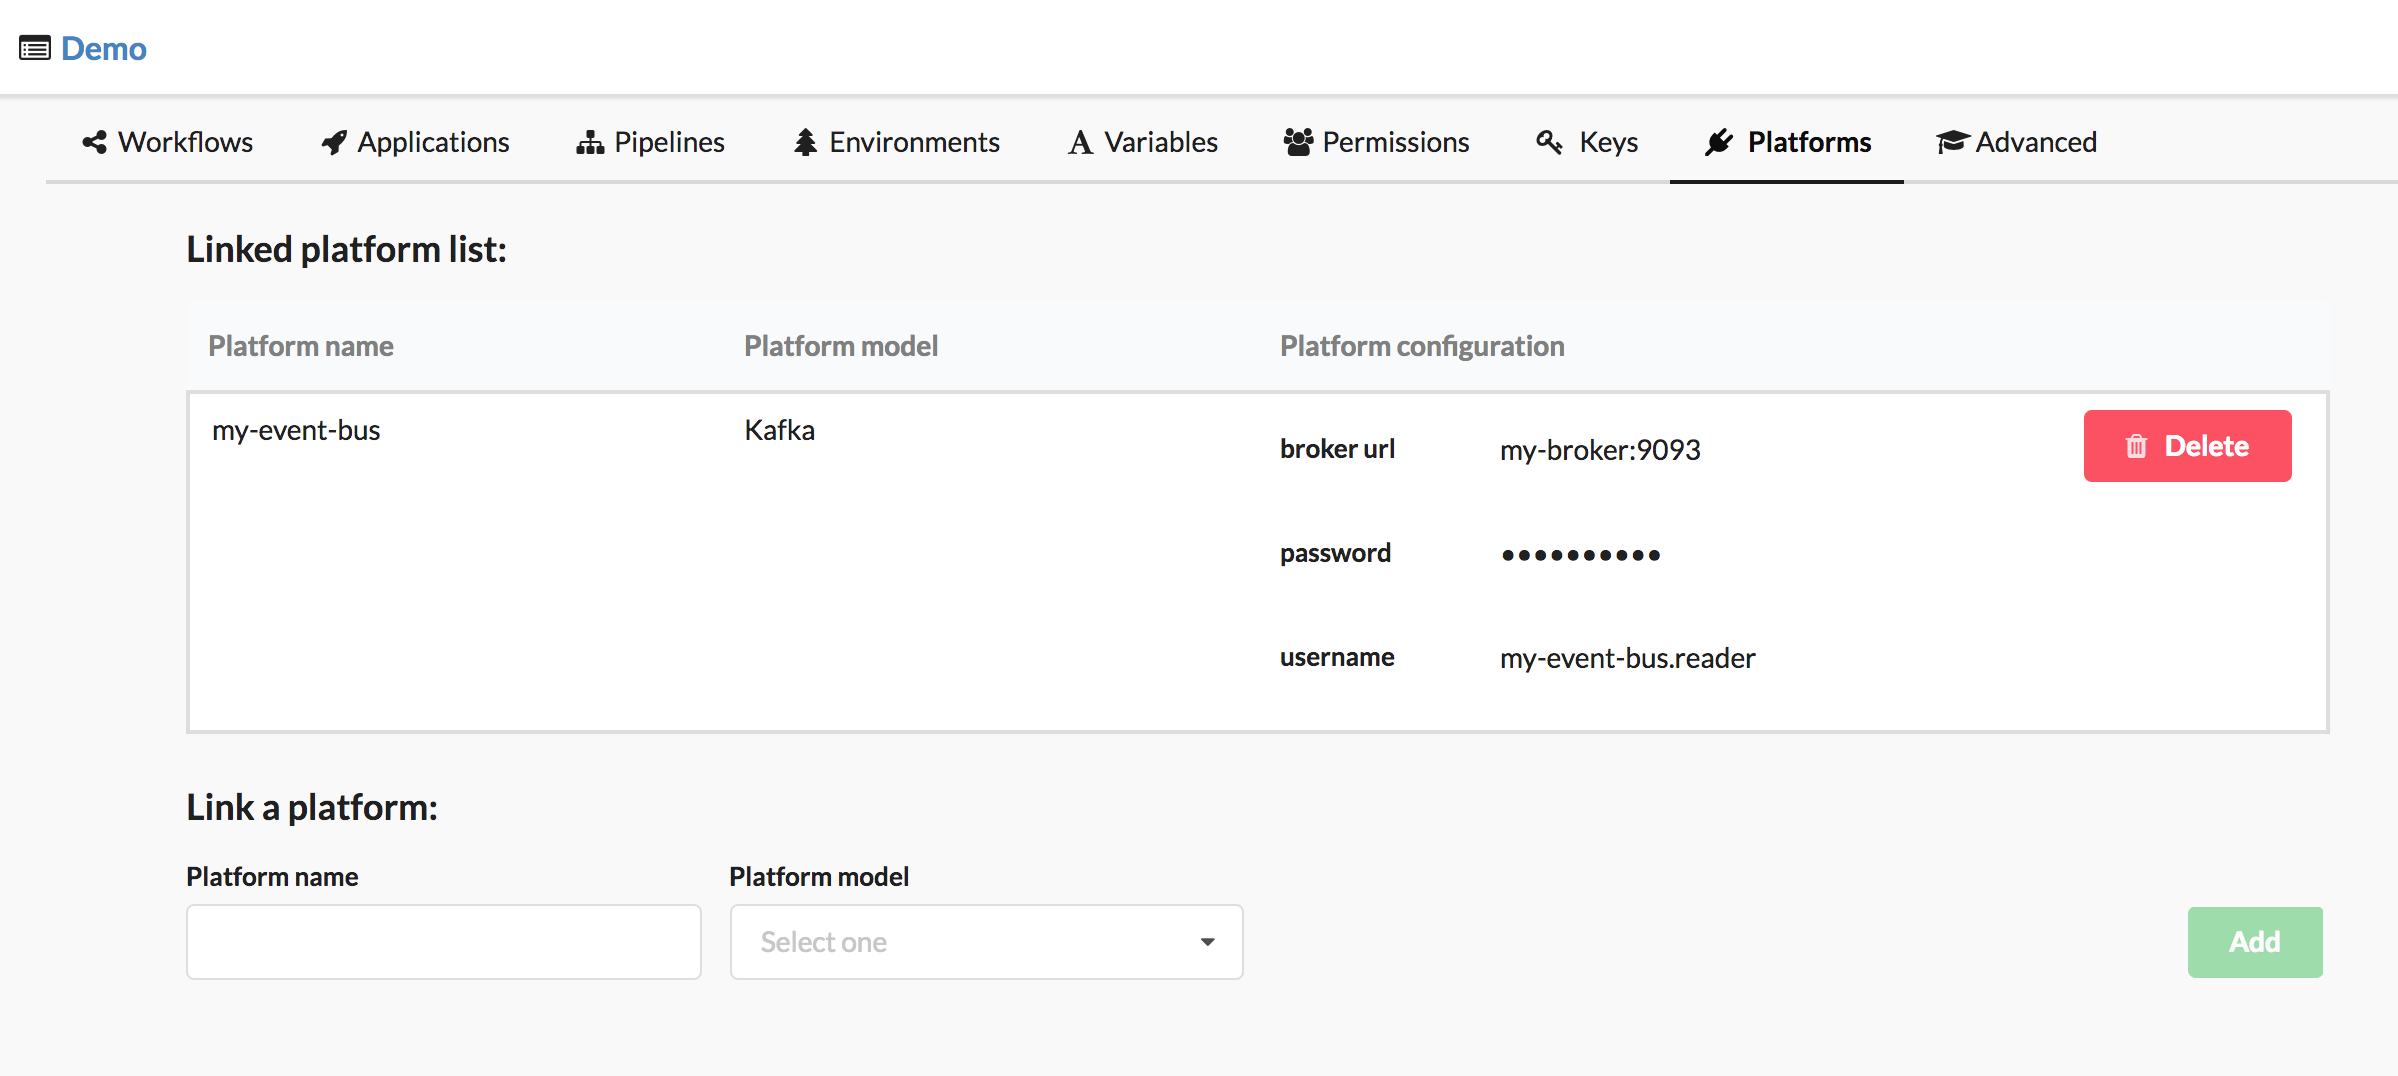 Demo
Workflows Applications Pipelines Environments Variables Permissions Keys Platforms Advanced
Linked platform list:
Platform name Platform model Platform configuration
my-event-bus Kafka broker url my-broker:9093 Delete
password ••••••••••
username my-event-bus.reader
Link a platform:
Platform name Platform model
Select one Add